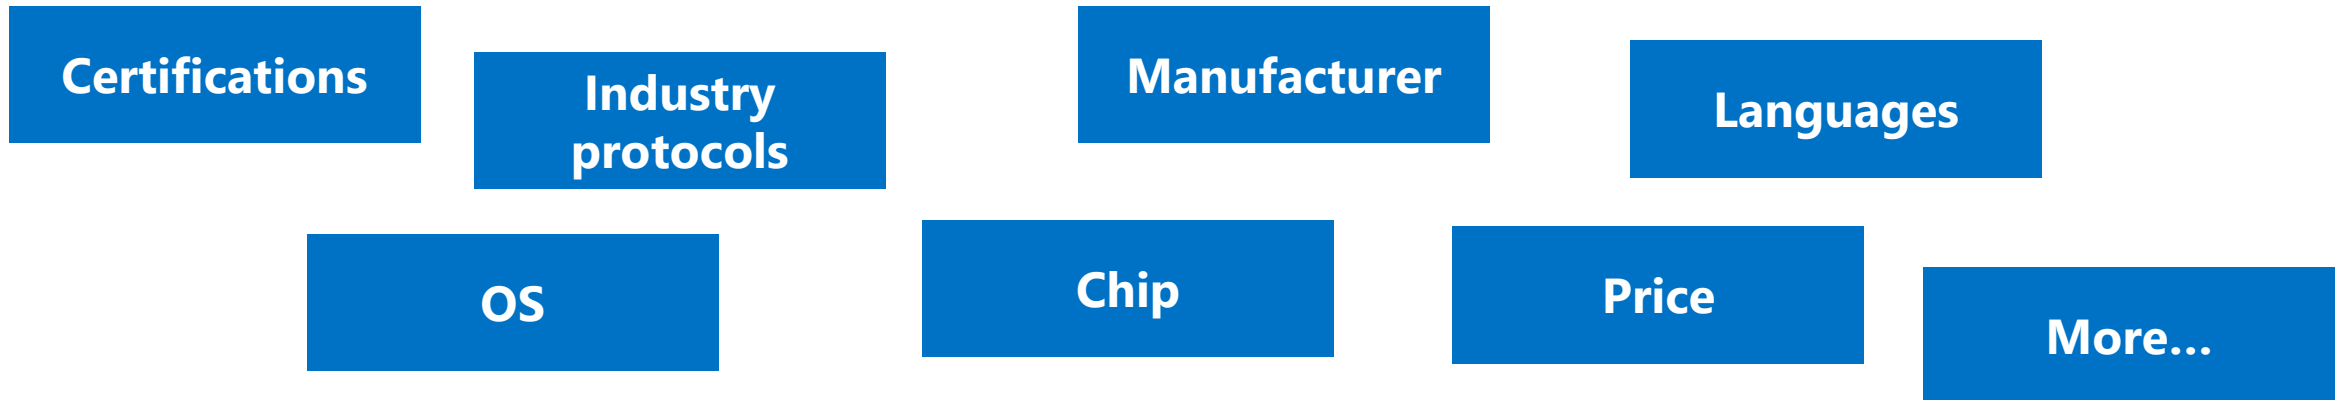 Certifications
Industry
protocols
Manufacturer
Languages
OS
Chip
Price
More...